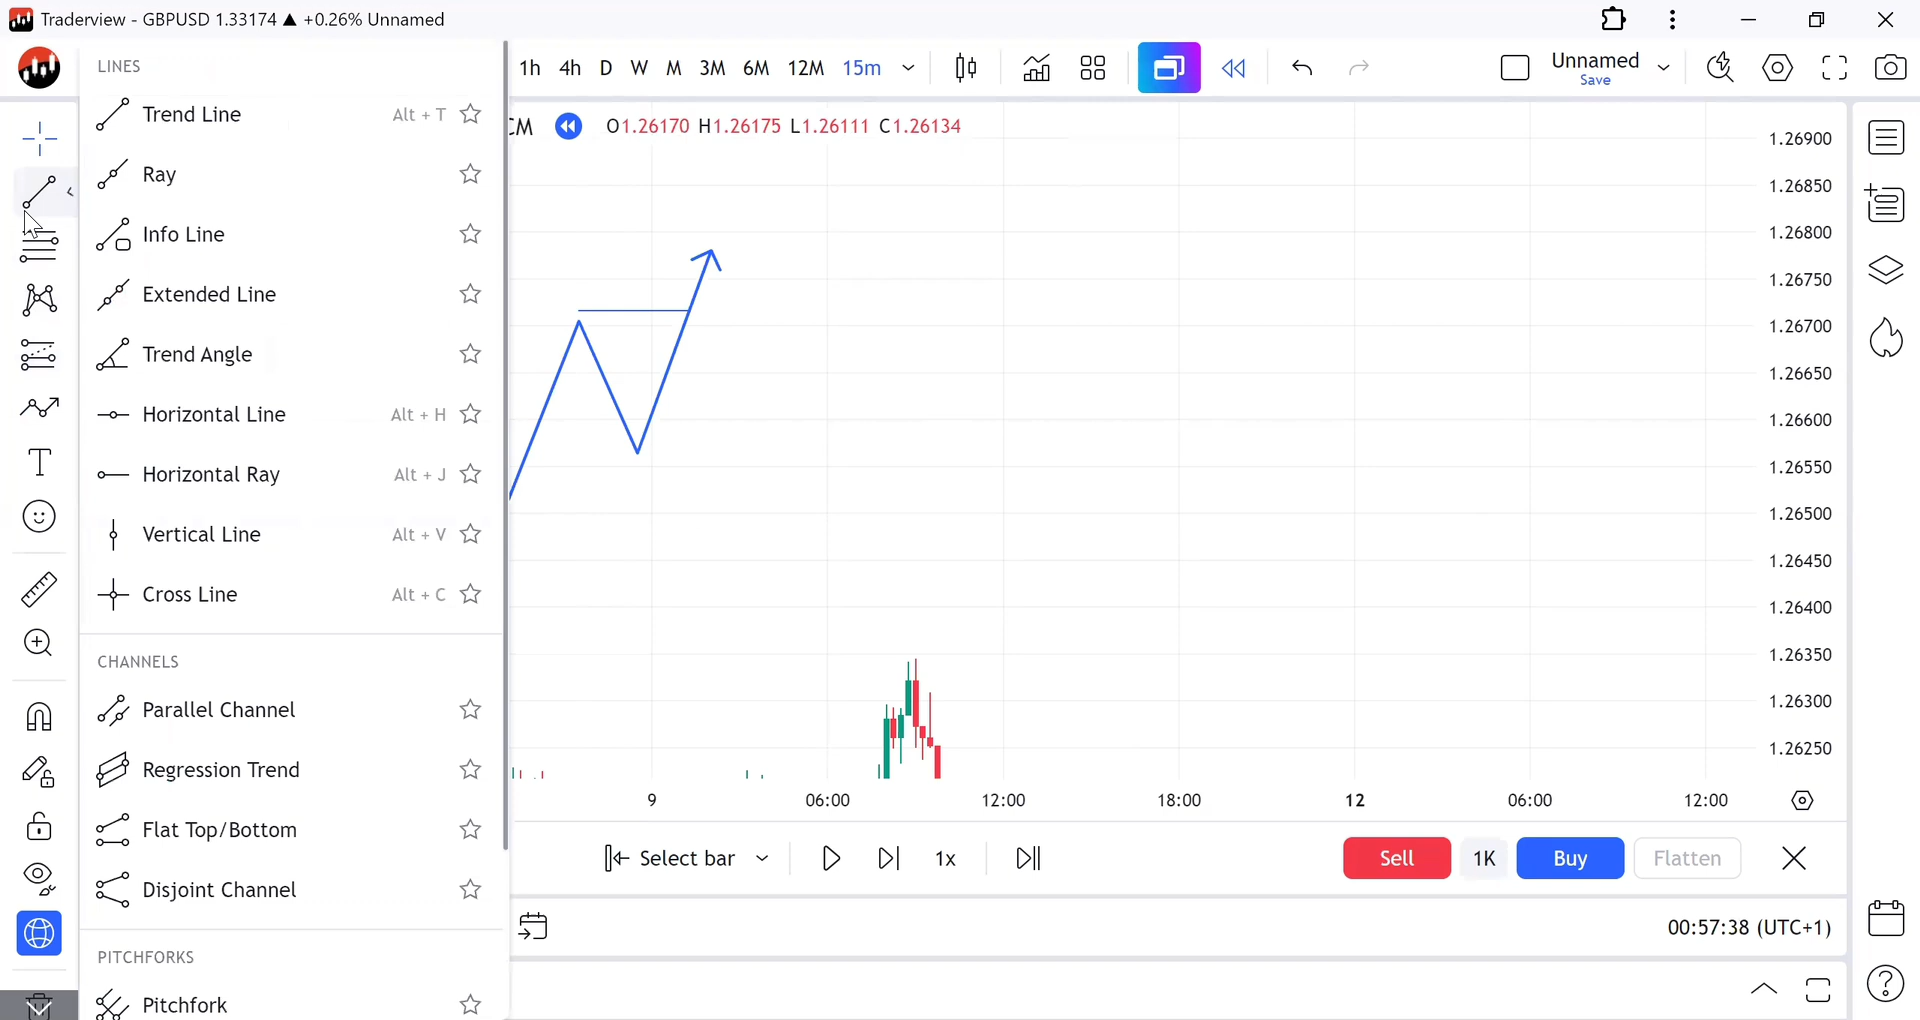 Traderview - GBPUSD 1.33174 ▲ +0.26% Unnamed
1h 4h D W M 3M 6M 12M 15m
Unnamed
Save
LINES
Trend Line Alt + T
Ray
Info Line
Extended Line
Trend Angle
Horizontal Line Alt + H
Horizontal Ray Alt + J
Vertical Line Alt + V
Cross Line Alt + C
CHANNELS
Parallel Channel
Regression Trend
Flat Top/Bottom
Disjoint Channel
PITCHFORKS
Pitchfork
CM O1.26170 H1.26175 L1.26111 C1.26134
1.26900
1.26850
1.26800
1.26750
1.26700
1.26650
1.26600
1.26550
1.26500
1.26450
1.26400
1.26350
1.26300
1.26250
9 06:00 12:00 18:00 12 06:00 12:00
Select bar 1x Sell 1K Buy Flatten
00:57:38 (UTC+1)